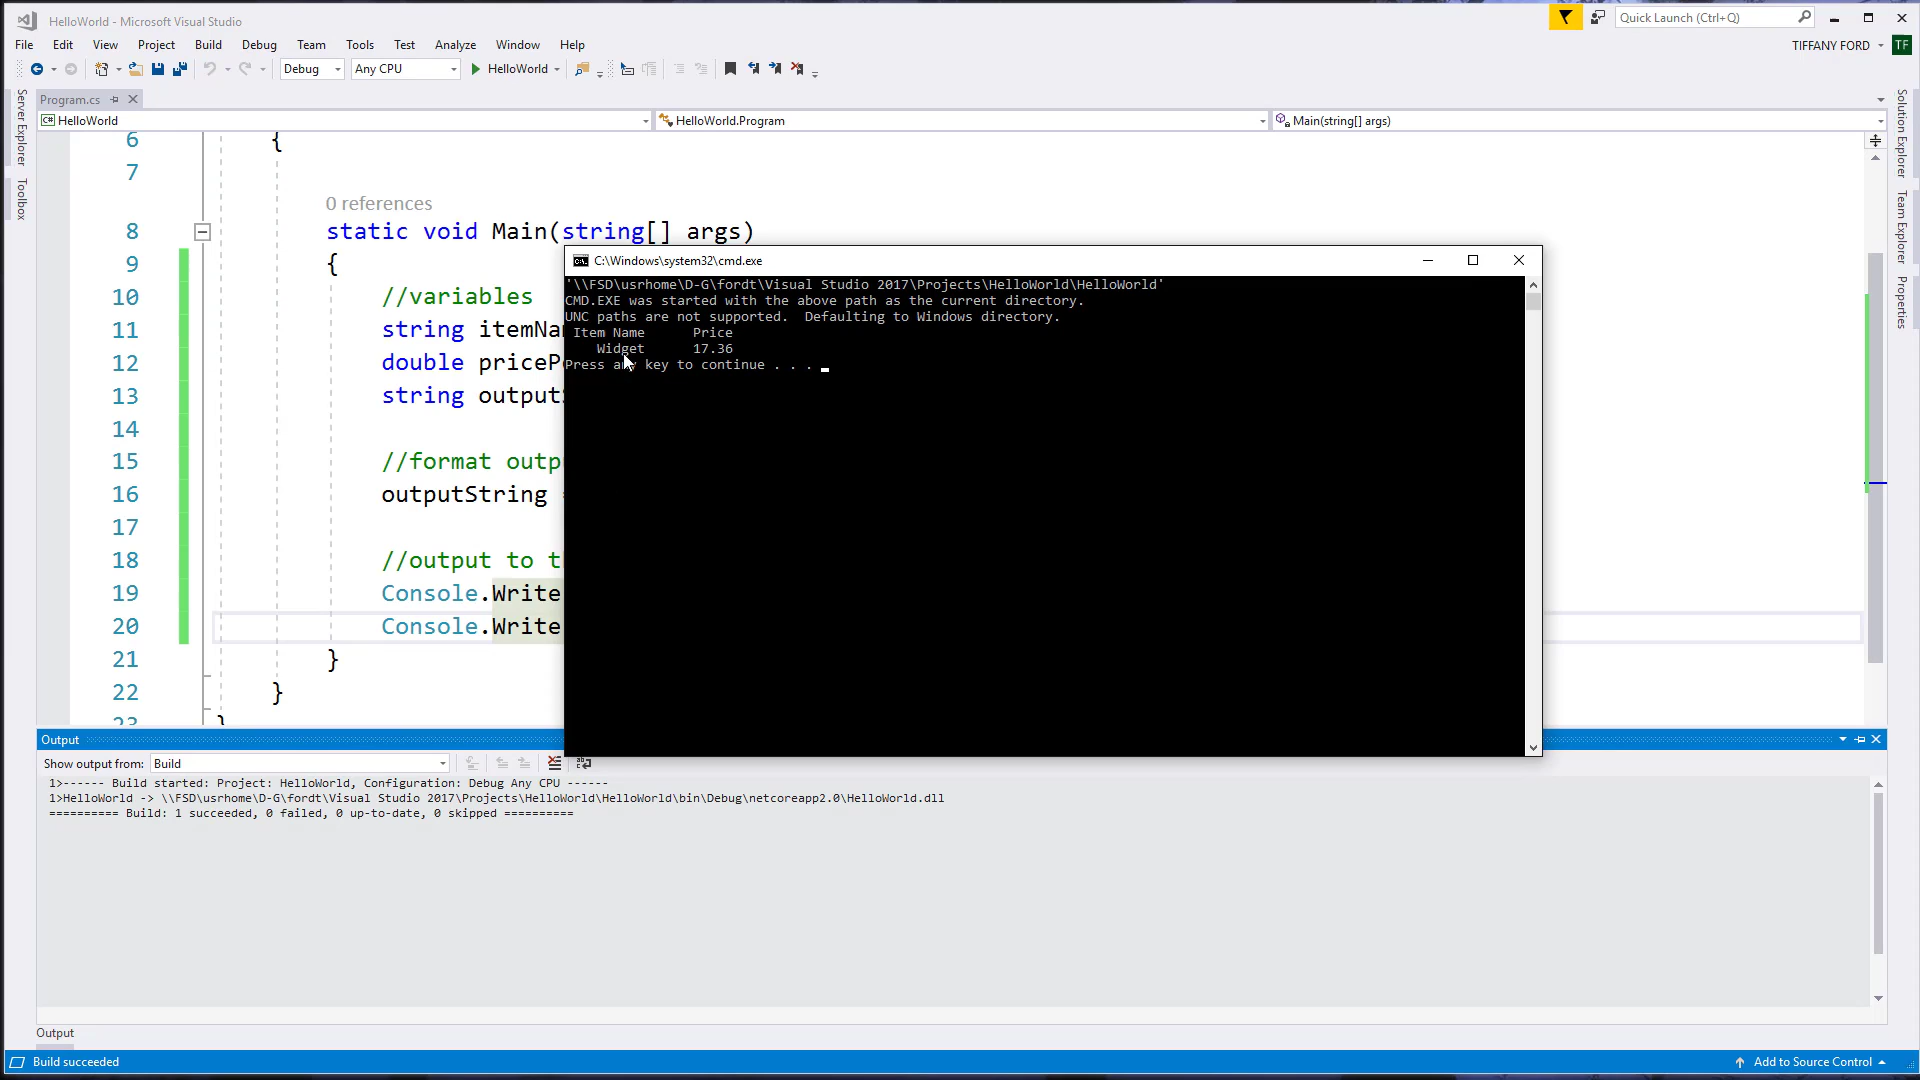 HelloWorld - Microsoft Visual Studio
Quick Launch (Ctrl+Q)
File Edit View Project Build Debug Team Tools Test Analyze Window Help
TIFFANY FORD TF
Debug Any CPU HelloWorld
Server Explorer
Toolbox
Solution Explorer
Team Explorer
Properties
Program.cs
HelloWorld HelloWorld.Program Main(string[] args)
6 {
7
0 references
8 static void Main(string[] args)
9 {
10 //variables
11 string itemNa
12 double priceP
13 string output
14
15 //format outp
16 outputString
17
18 //output to t
19 Console.Write
20 Console.Write
21 }
22 }
23 }
C:\Windows\system32\cmd.exe
'\\FSD\usrhome\D-G\fordt\Visual Studio 2017\Projects\HelloWorld\HelloWorld'
CMD.EXE was started with the above path as the current directory.
UNC paths are not supported.  Defaulting to Windows directory.
Item Name Price
Widget 17.36
Press any key to continue . . .
Output
Show output from: Build
1>------ Build started: Project: HelloWorld, Configuration: Debug Any CPU ------
1>HelloWorld -> \\FSD\usrhome\D-G\fordt\Visual Studio 2017\Projects\HelloWorld\HelloWorld\bin\Debug\netcoreapp2.0\HelloWorld.dll
========== Build: 1 succeeded, 0 failed, 0 up-to-date, 0 skipped ==========
Output
Build succeeded
Add to Source Control